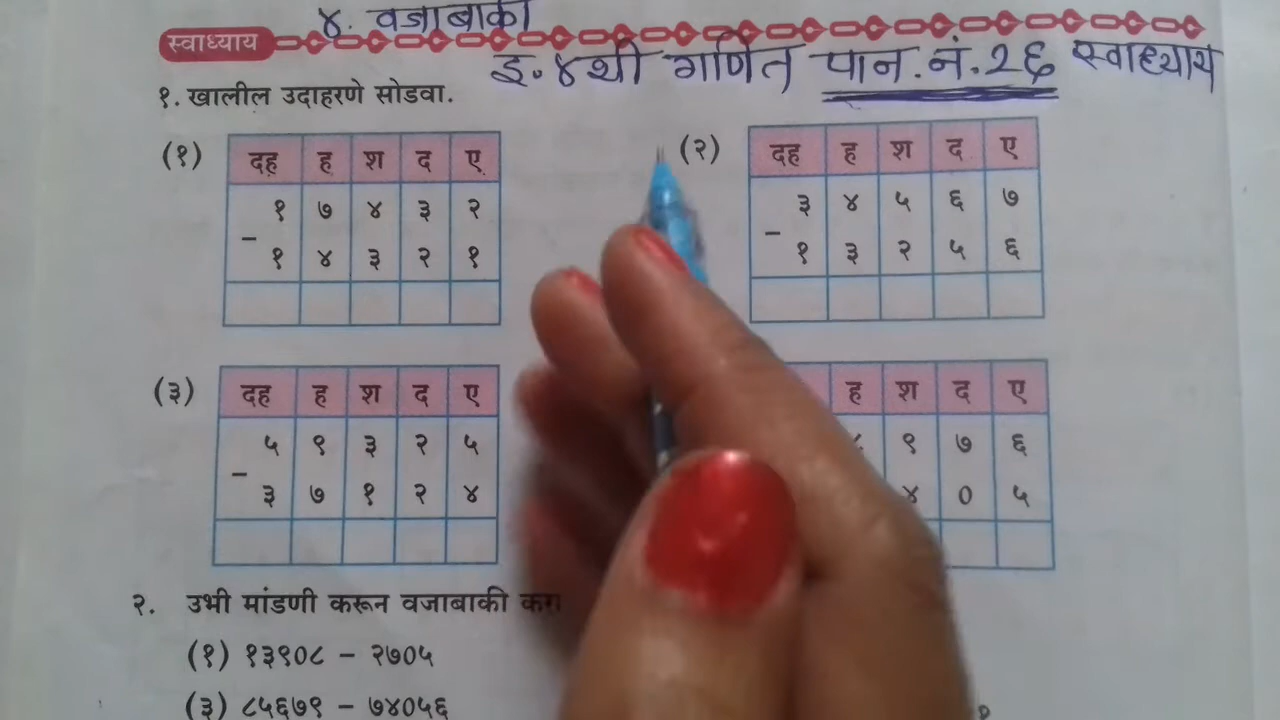 ४. वजाबाकी
स्वाध्याय
इ. ४थी गणित पान. नं. २६ स्वाध्याय
१. खालील उदाहरणे सोडवा.
(१) दह ह श द ए
१ ७ ४ ३ २
− १ ४ ३ २ १
(२) दह ह श द ए
३ ४ ५ ६ ७
− १ ३ २ ५ ६
(३) दह ह श द ए
५ ९ ३ २ ५
− ३ ७ १ २ ४
ह श द ए
९ ७ ६
४ ० ५
२. उभी मांडणी करून वजाबाकी
(१) १३९०८ − २७०५
(३) ८५६७९ − ७४०५६